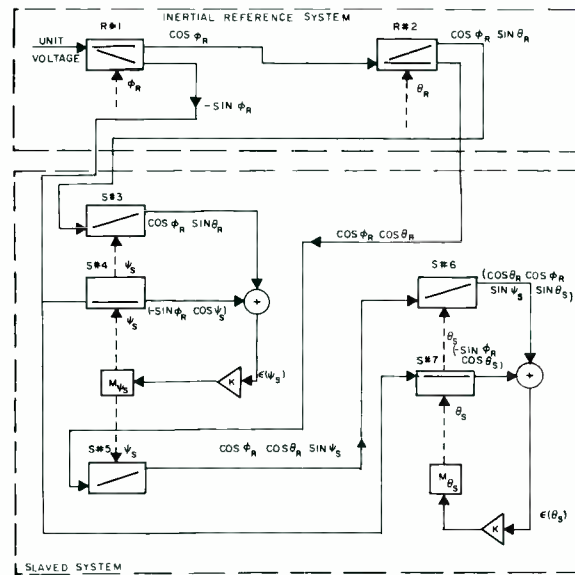 INERTIAL REFERENCE SYSTEM
R#1
COS ϕR
R#2
COS ϕR SIN θR
UNIT
VOLTAGE
ϕR
θR
-SIN ϕR
S#3
COS ϕR SIN θR
COS ϕR COS θR
S#4
ψS
S#6
(COS θR COS ϕR
SIN ψS SIN θS)
(-SIN ϕR COS ψS)
+
ψS
θS
S#7
(-SIN ϕR
COS θS)
+
MψS
K
ϵ(ψS)
θS
S#5
ψS
COS ϕR COS θR SIN ψS
MθS
K
ϵ(θS)
SLAVED SYSTEM